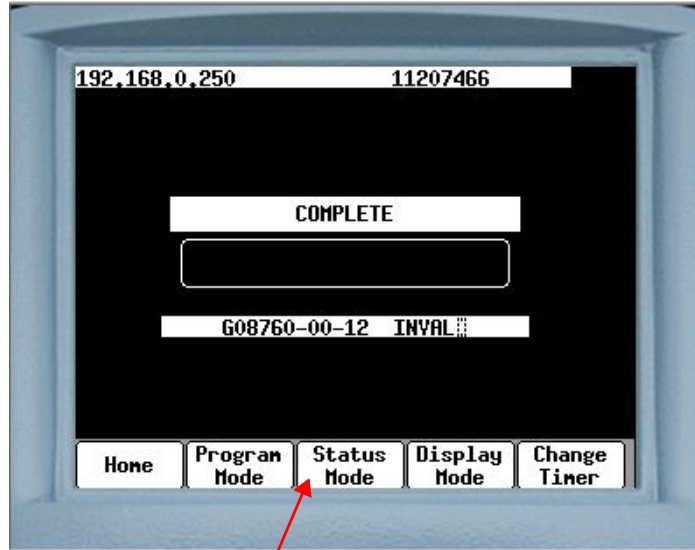 192.168.0.250 11207466
COMPLETE
G08760-00-12 INVAL
Home Program Mode Status Mode Display Mode Change Timer